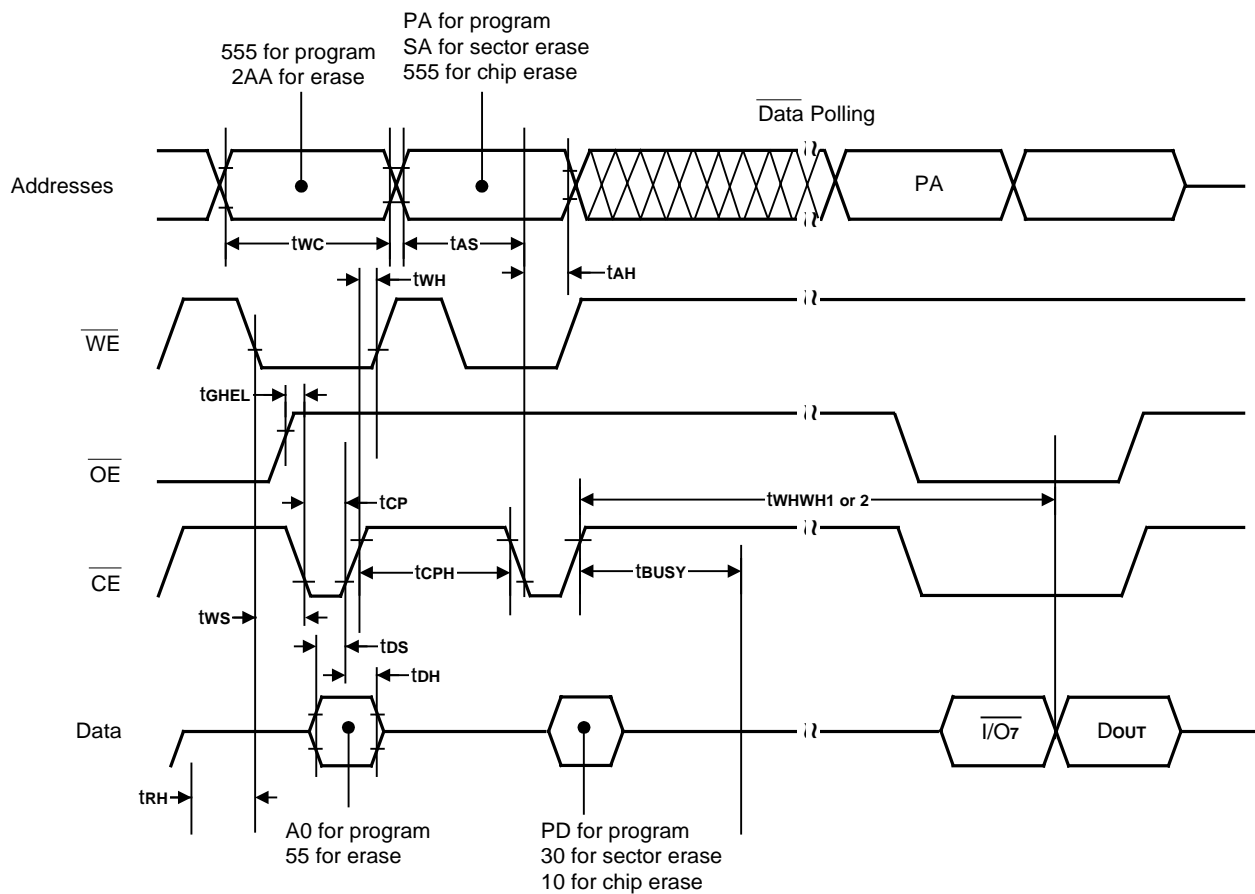 PA for program
SA for sector erase
555 for chip erase
555 for program
2AA for erase
Data Polling
Addresses
PA
tWC
tAS
tWH
tAH
WE
tGHEL
OE
tCP
tWHWH1 or 2
CE
tCPH
tBUSY
tWS
tDS
tDH
Data
I/O7
DOUT
tRH
A0 for program
55 for erase
PD for program
30 for sector erase
10 for chip erase